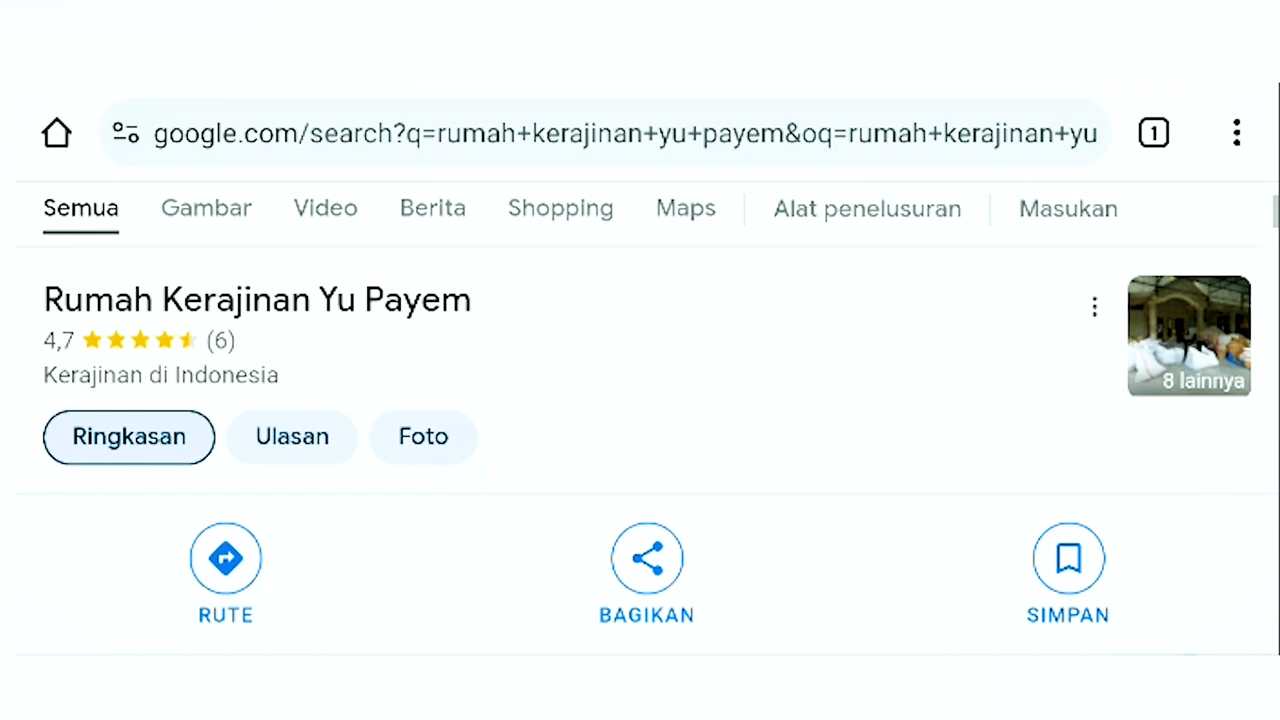 google.com/search?q=rumah+kerajinan+yu+payem&oq=rumah+kerajinan+yu
1
Semua Gambar Video Berita Shopping Maps Alat penelusuran Masukan
Rumah Kerajinan Yu Payem
4,7 (6)
Kerajinan di Indonesia
8 lainnya
Ringkasan Ulasan Foto
RUTE BAGIKAN SIMPAN